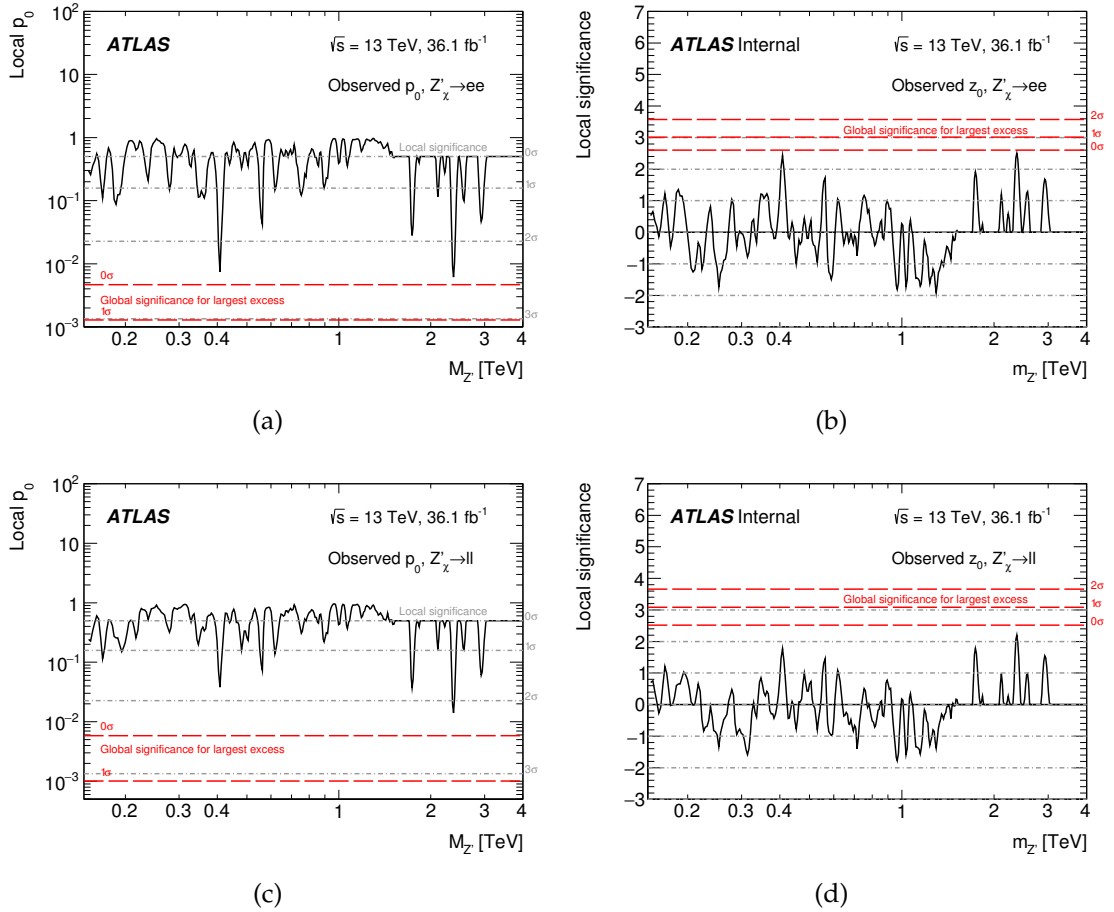 Local p0
10²
10
1
10⁻¹
10⁻²
10⁻³
ATLAS
√s = 13 TeV, 36.1 fb⁻¹
Observed p0, Z'χ→ee
Local significance
0σ
1σ
2σ
0σ
Global significance for largest excess
1σ
3σ
0.2 0.3 0.4 1 2 3 4
M_Z' [TeV]
(a)
Local significance
7
6
5
4
3
2
1
0
−1
−2
−3
ATLAS Internal
√s = 13 TeV, 36.1 fb⁻¹
Observed z0, Z'χ→ee
2σ
Global significance for largest excess
1σ
0σ
0.2 0.3 0.4 1 2 3 4
m_Z' [TeV]
(b)
Local p0
10²
10
1
10⁻¹
10⁻²
10⁻³
ATLAS
√s = 13 TeV, 36.1 fb⁻¹
Observed p0, Z'χ→ll
Local significance
0σ
1σ
2σ
0σ
Global significance for largest excess
1σ
3σ
0.2 0.3 0.4 1 2 3 4
M_Z' [TeV]
(c)
Local significance
7
6
5
4
3
2
1
0
−1
−2
−3
ATLAS Internal
√s = 13 TeV, 36.1 fb⁻¹
Observed z0, Z'χ→ll
2σ
Global significance for largest excess
1σ
0σ
0.2 0.3 0.4 1 2 3 4
m_Z' [TeV]
(d)